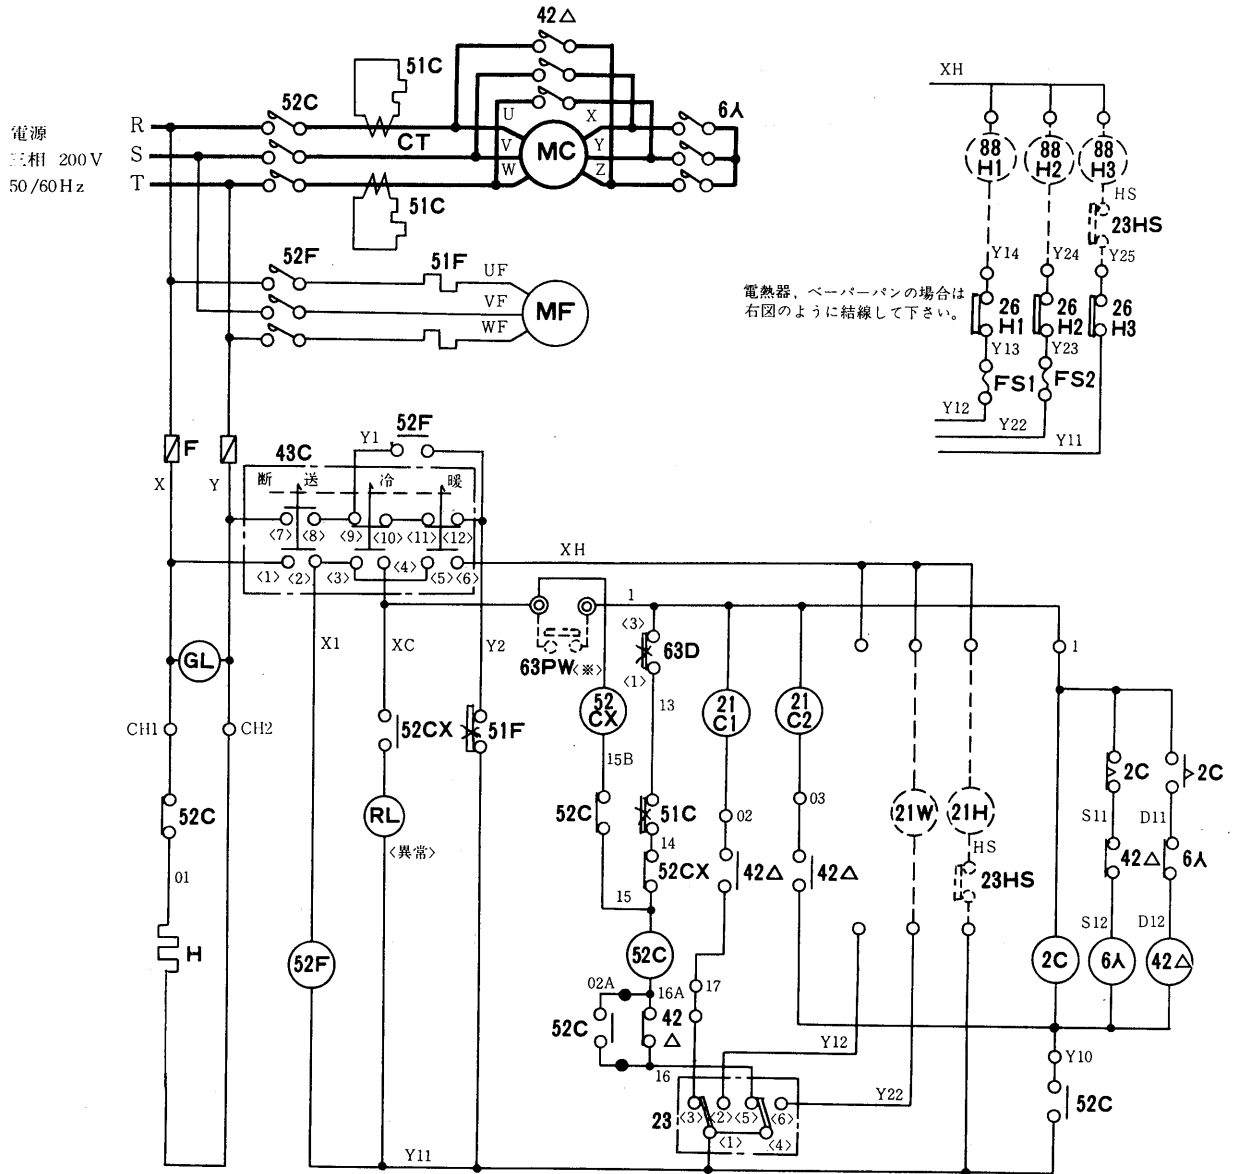 42△
51C
XH
52C
6人
電源
三相 200V
50/60Hz
R
S
T
U
V
W
MC
X
Y
Z
CT
51C
88
H1
88
H2
88
H3
HS
23HS
52F
51F
UF
VF
WF
MF
Y14
Y24
Y25
電熱器、ペーパーパンの場合は
右図のように結線して下さい。
26
H1
26
H2
26
H3
Y13
Y23
FS1
FS2
Y12
Y22
Y11
F
X
Y
43C
Y1
52F
断 送 冷 暖
<7> <8> <9> <10> <11> <12>
<1> <2> <3> <4> <5> <6>
XH
X1
XC
Y2
63PW<※>
1
<3>
63D
<1>
1
GL
CH1
CH2
52CX
51F
52
CX
13
21
C1
21
C2
15B
2C
2C
52C
RL
<異常>
52C
51C
14
52CX
15
02
03
42△
42△
21W
21H
HS
23HS
S11
D11
42△
6人
S12
D12
01
H
52F
52C
2C
6人
42△
02A
16A
17
52C
42
△
16
Y12
Y10
52C
23
<3> <2> <5> <6>
<1> <4>
Y22
Y11